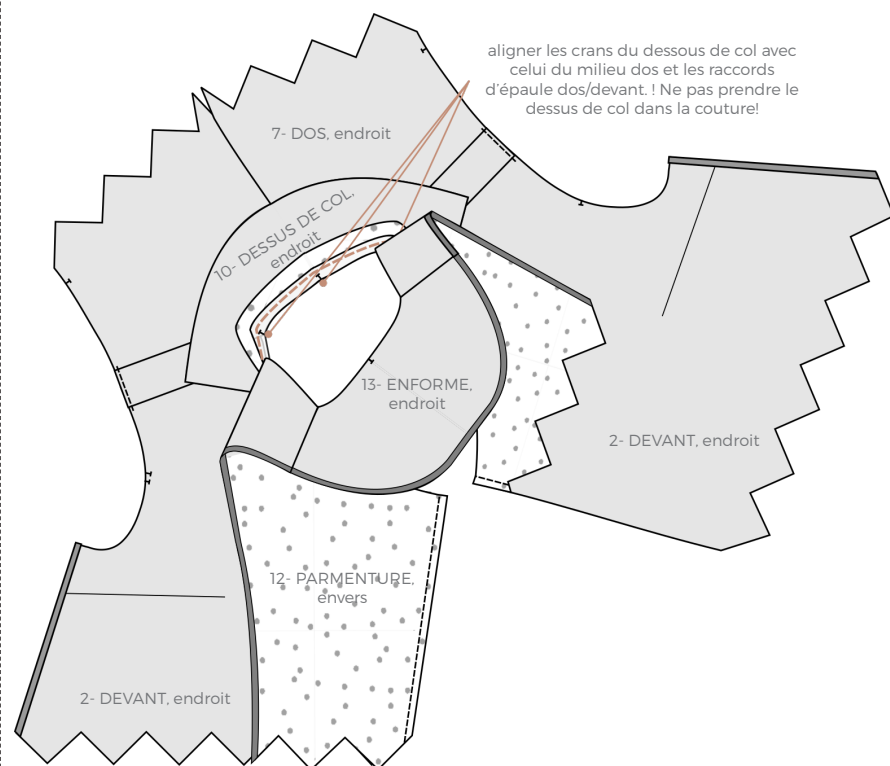 aligner les crans du dessous de col avec
celui du milieu dos et les raccords
d'épaule dos/devant. ! Ne pas prendre le
dessus de col dans la couture!
7- DOS, endroit
10- DESSUS DE COL,
endroit
13- ENFORME,
endroit
2- DEVANT, endroit
12- PARMENTURE,
envers
2- DEVANT, endroit